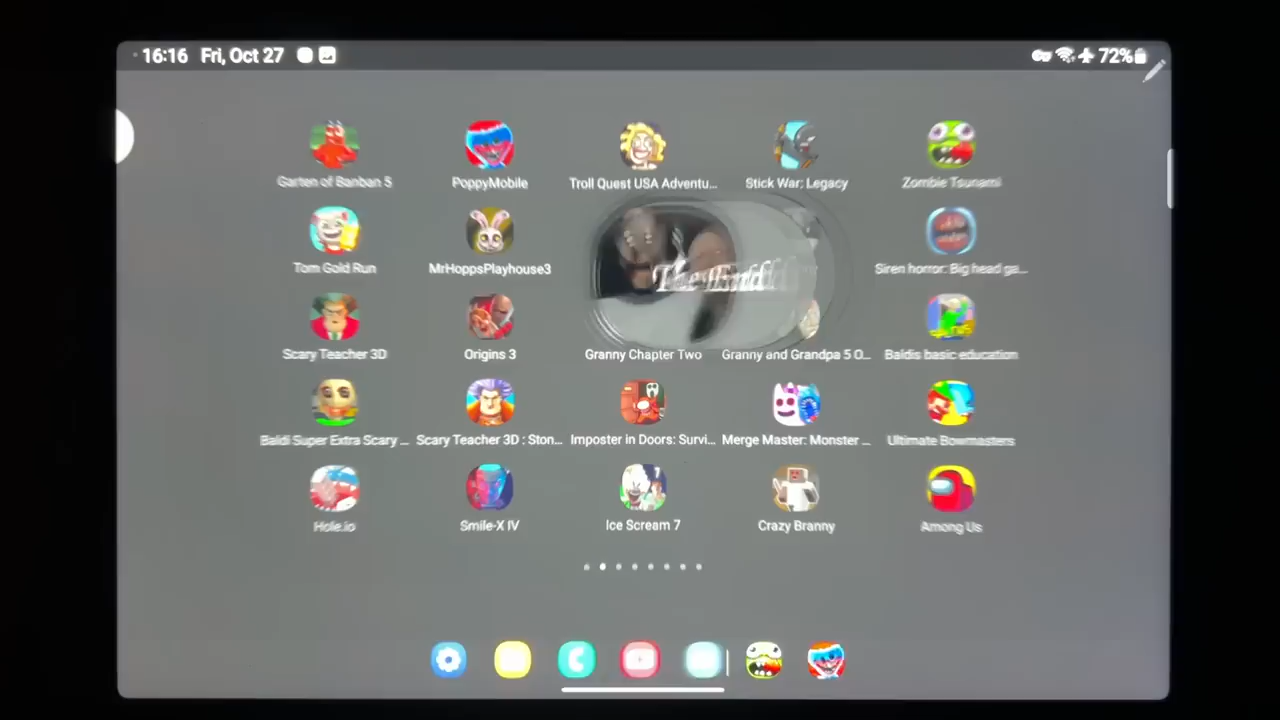 16:16 Fri, Oct 27 72%
Garten of Banban 5 PoppyMobile Troll Quest USA Adventu... Stick War: Legacy Zombie Tsunami
Tom Gold Run MrHoppsPlayhouse3 Siren horror: Big head ga...
Scary Teacher 3D Origins 3 Granny Chapter Two Granny and Grandpa 5 O... Baldis basic education
Baldi Super Extra Scary ... Scary Teacher 3D : Ston... Imposter in Doors: Survi... Merge Master: Monster ... Ultimate Bowmasters
Hole.io Smile-X IV Ice Scream 7 Crazy Branny Among Us